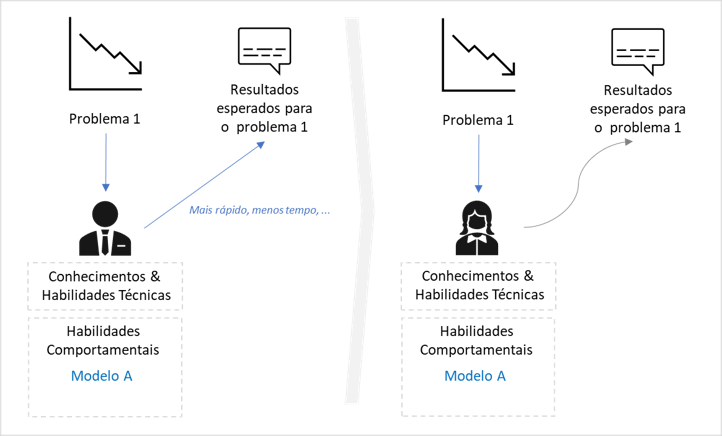 Problema 1
Resultados
esperados para
o problema 1
Mais rápido, menos tempo, ...
Conhecimentos &
Habilidades Técnicas
Habilidades
Comportamentais
Modelo A
Problema 1
Resultados
esperados para
o problema 1
Conhecimentos &
Habilidades Técnicas
Habilidades
Comportamentais
Modelo A